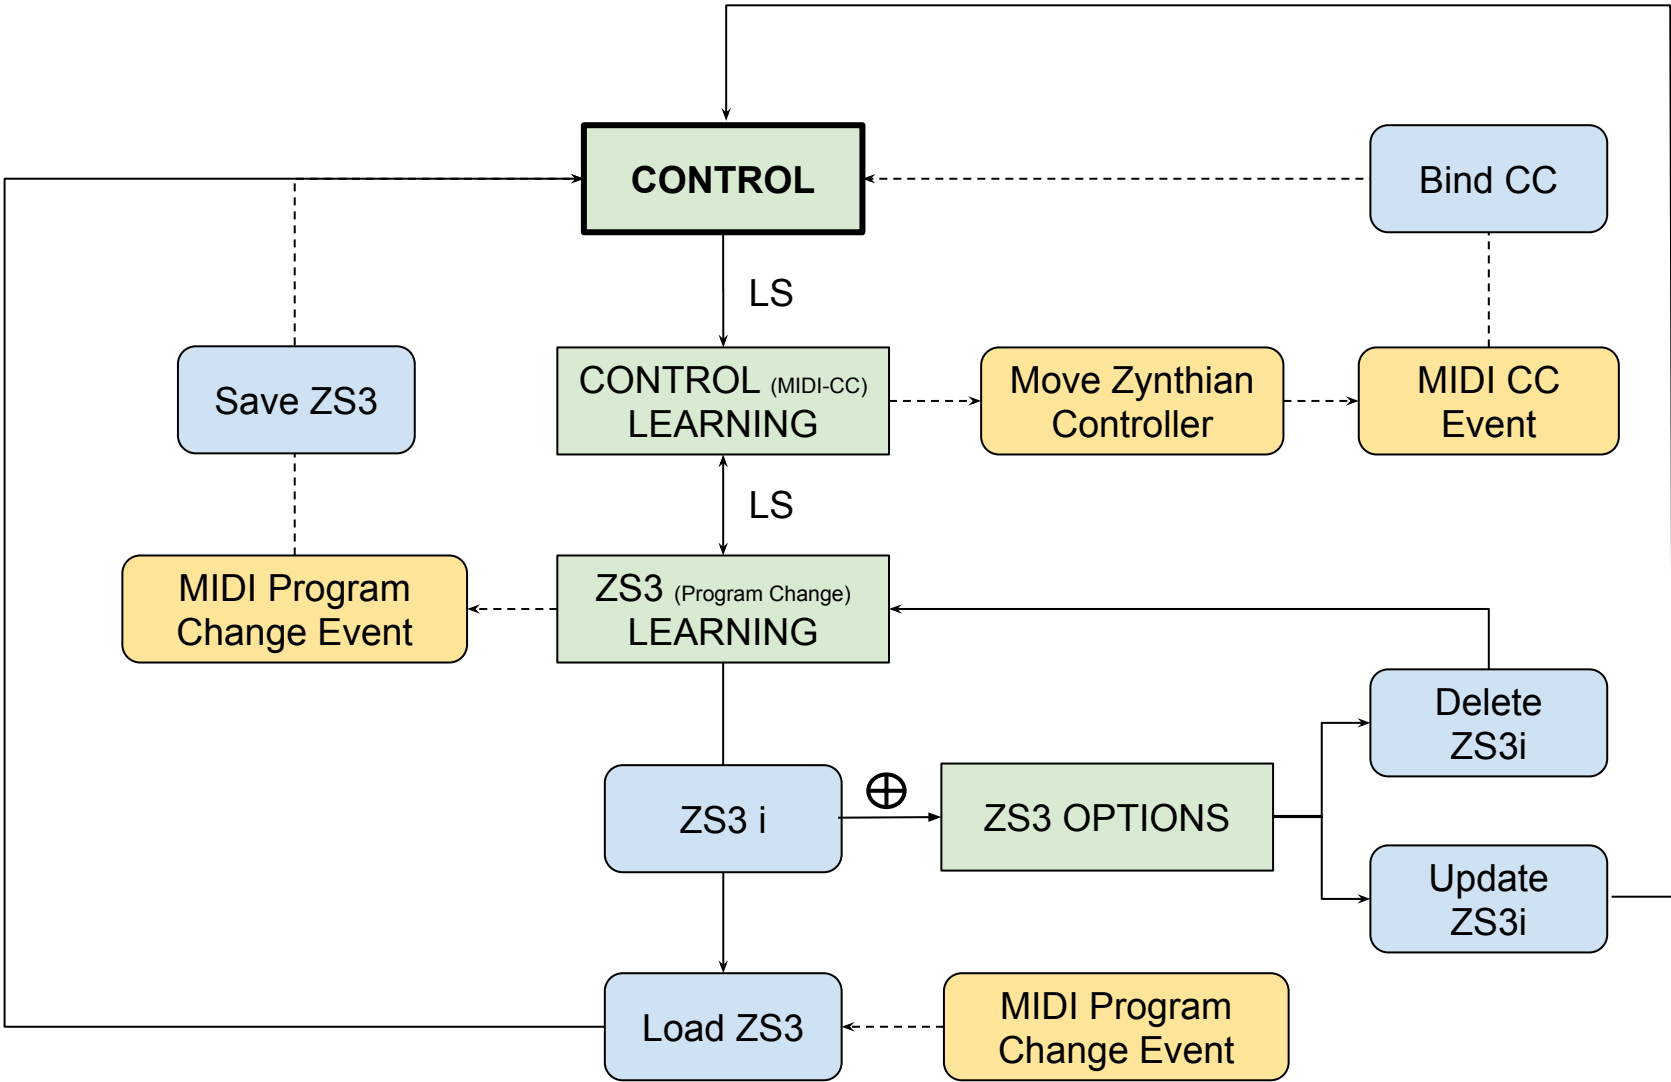 CONTROL
Bind CC
LS
Save ZS3
CONTROL (MIDI-CC)
LEARNING
Move Zynthian
Controller
MIDI CC
Event
LS
MIDI Program
Change Event
ZS3 (Program Change)
LEARNING
Delete
ZS3i
ZS3 i
ZS3 OPTIONS
Update
ZS3i
Load ZS3
MIDI Program
Change Event